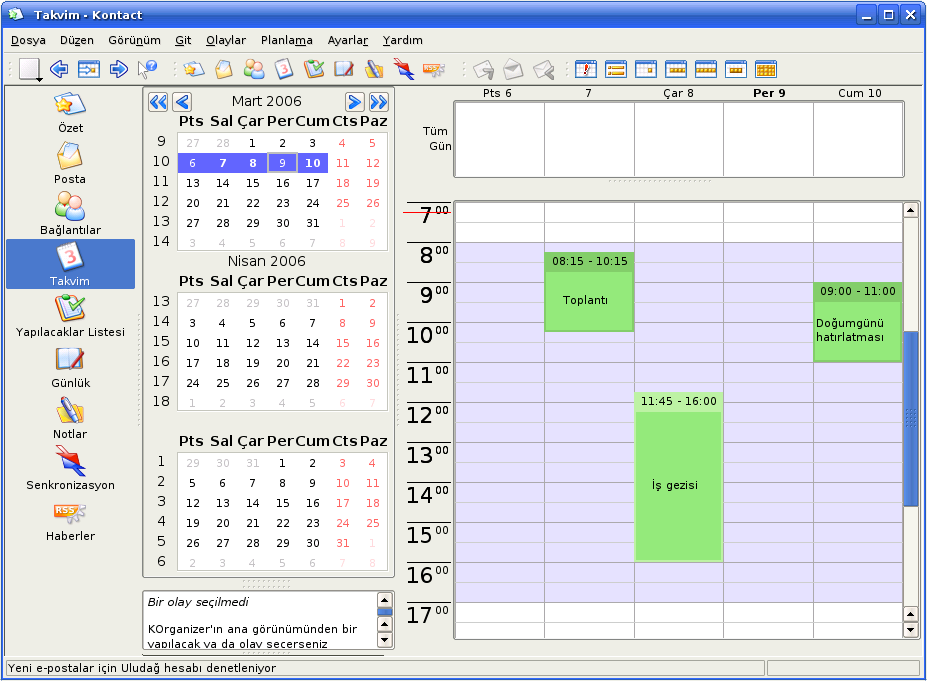 Takvim - Kontact
Dosya Düzen Görünüm Git Olaylar Planlama Ayarlar Yardım
Özet
Posta
Bağlantılar
Takvim
Yapılacaklar Listesi
Günlük
Notlar
Senkronizasyon
RSS
Haberler
Mart 2006
Pts Sal Çar Per Cum Cts Paz
9 27 28 1 2 3 4 5
10 6 7 8 9 10 11 12
11 13 14 15 16 17 18 19
12 20 21 22 23 24 25 26
13 27 28 29 30 31 1 2
14 3 4 5 6 7 8 9
Nisan 2006
Pts Sal Çar Per Cum Cts Paz
13 27 28 29 30 31 1 2
14 3 4 5 6 7 8 9
15 10 11 12 13 14 15 16
16 17 18 19 20 21 22 23
17 24 25 26 27 28 29 30
18 1 2 3 4 5 6 7
Pts Sal Çar Per Cum Cts Paz
1 29 30 31 1 2 3 4
2 5 6 7 8 9 10 11
3 12 13 14 15 16 17 18
4 19 20 21 22 23 24 25
5 26 27 28 29 30 31 1
6 2 3 4 5 6 7 8
Bir olay seçilmedi
KOrganizer'ın ana görünümünden bir
yapılacak ya da olay seçerseniz
Pts 6 7 Çar 8 Per 9 Cum 10
Tüm
Gün
7 00
8 00
9 00
10 00
11 00
12 00
13 00
14 00
15 00
16 00
17 00
08:15 - 10:15
Toplantı
11:45 - 16:00
İş gezisi
09:00 - 11:00
Doğumgünü
hatırlatması
Yeni e-postalar için Uludağ hesabı denetleniyor